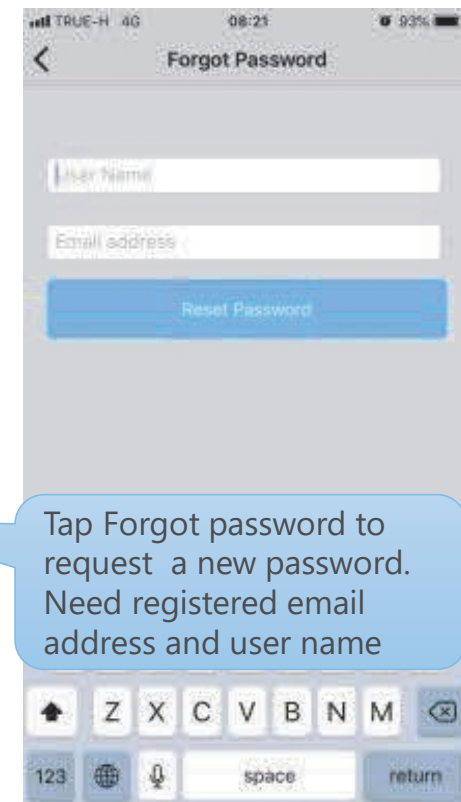 TRUE-H 4G 08:21 93%
Forgot Password
User Name
Email address
Reset Password
Tap Forgot password to
request a new password.
Need registered email
address and user name
Z X C V B N M
123 space return